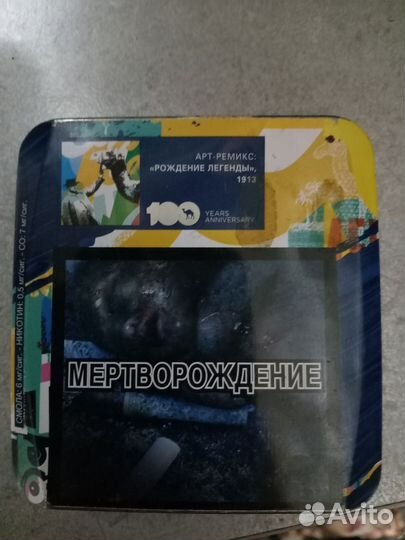 АРТ-РЕМИКС:
«РОЖДЕНИЕ ЛЕГЕНДЫ»,
1913
100 YEARS
ANNIVERSARY
СМОЛА: 6 мг/сиг. - НИКОТИН: 0,5 мг/сиг. - СО: 7 мг/сиг.
МЕРТВОРОЖДЕНИЕ
Avito